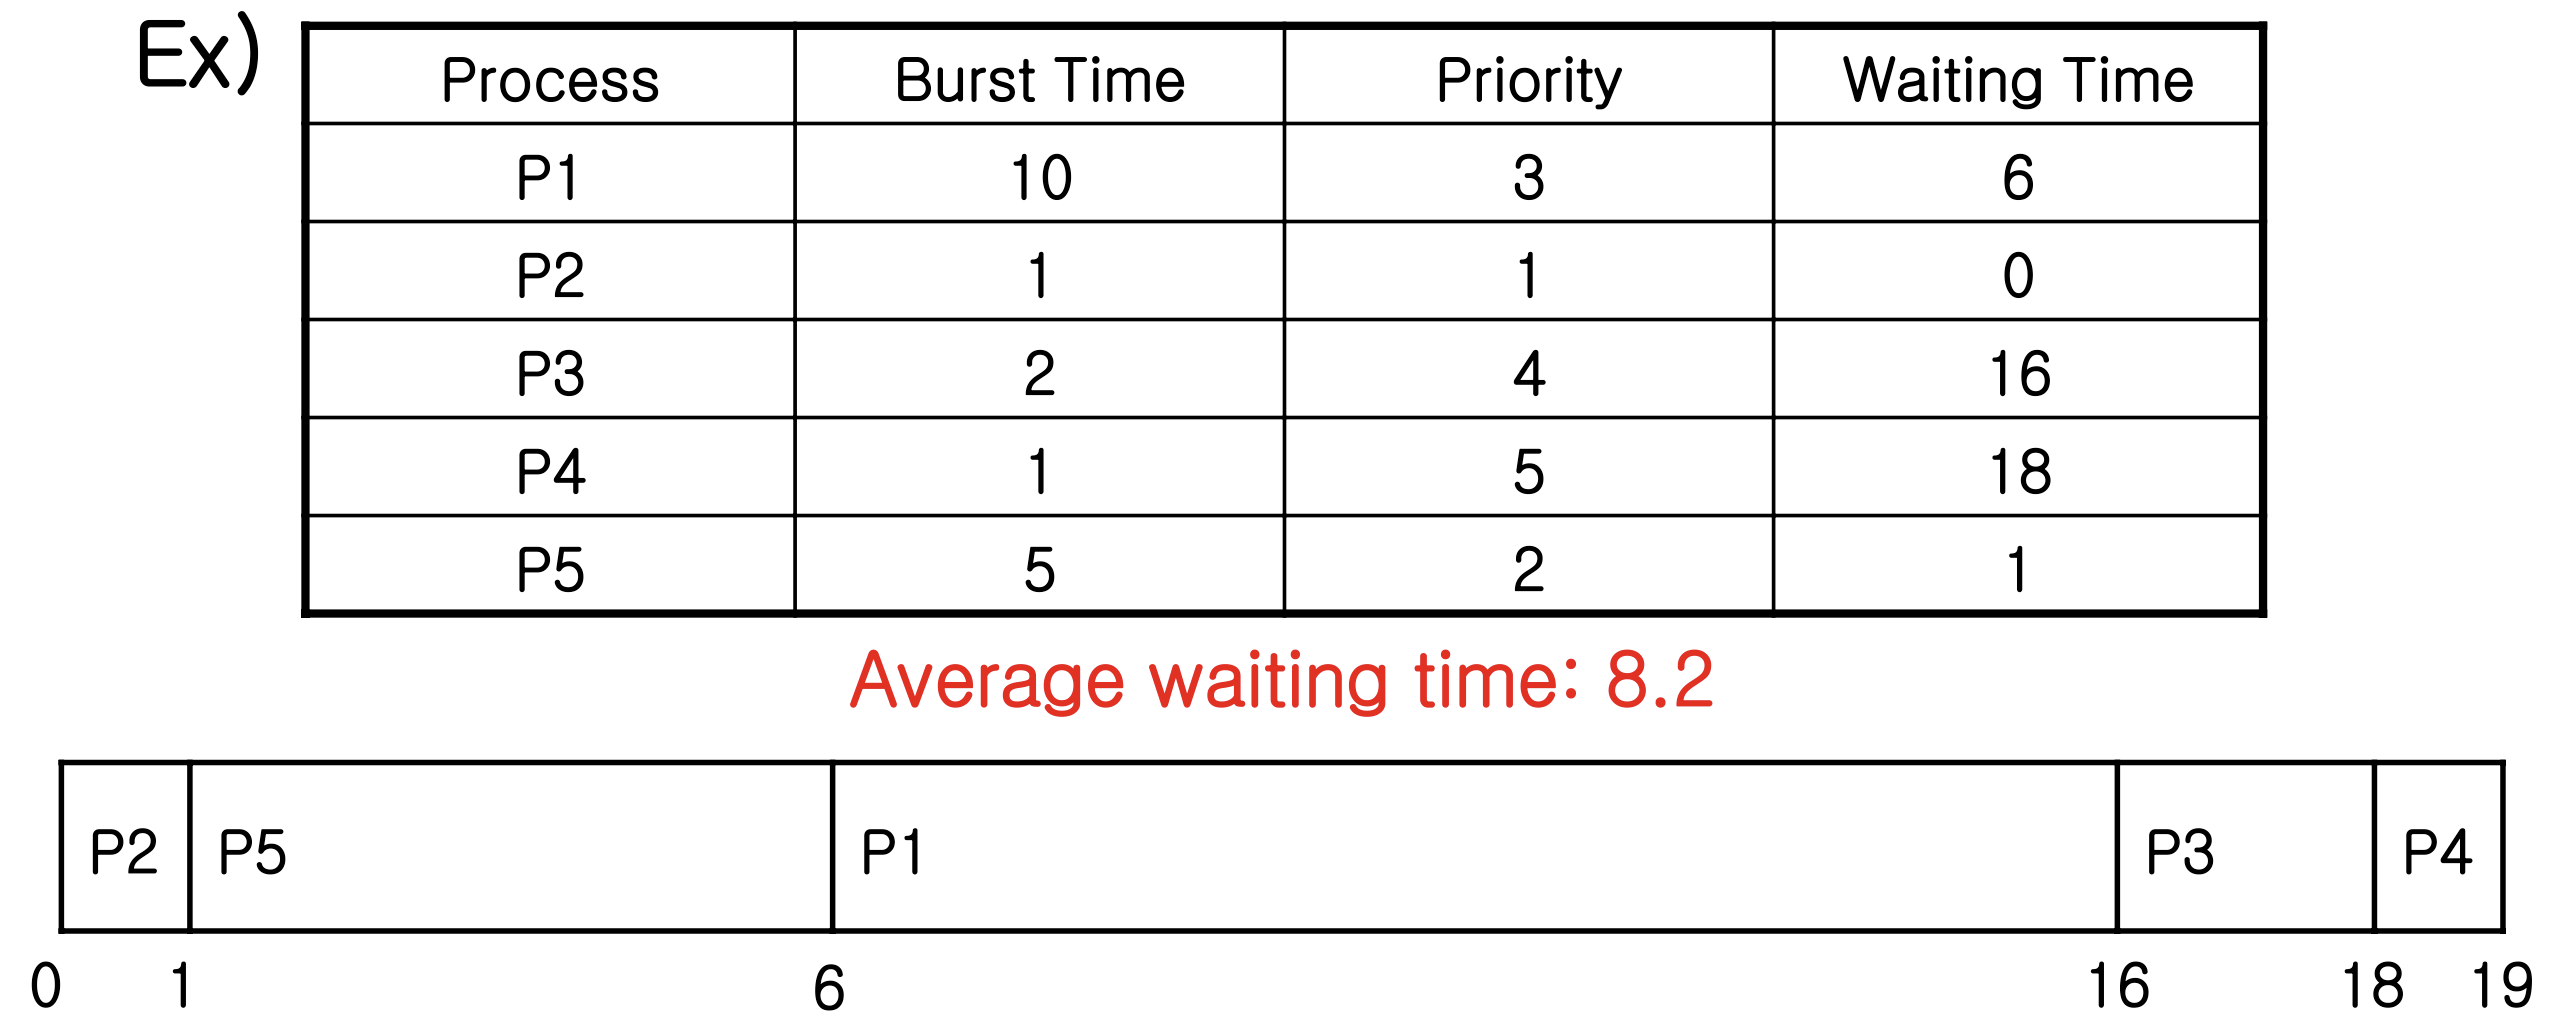 Ex)
Process Burst Time Priority Waiting Time
P1 10 3 6
P2 1 1 0
P3 2 4 16
P4 1 5 18
P5 5 2 1
Average waiting time: 8.2
P2 P5 P1 P3 P4
0 1 6 16 18 19